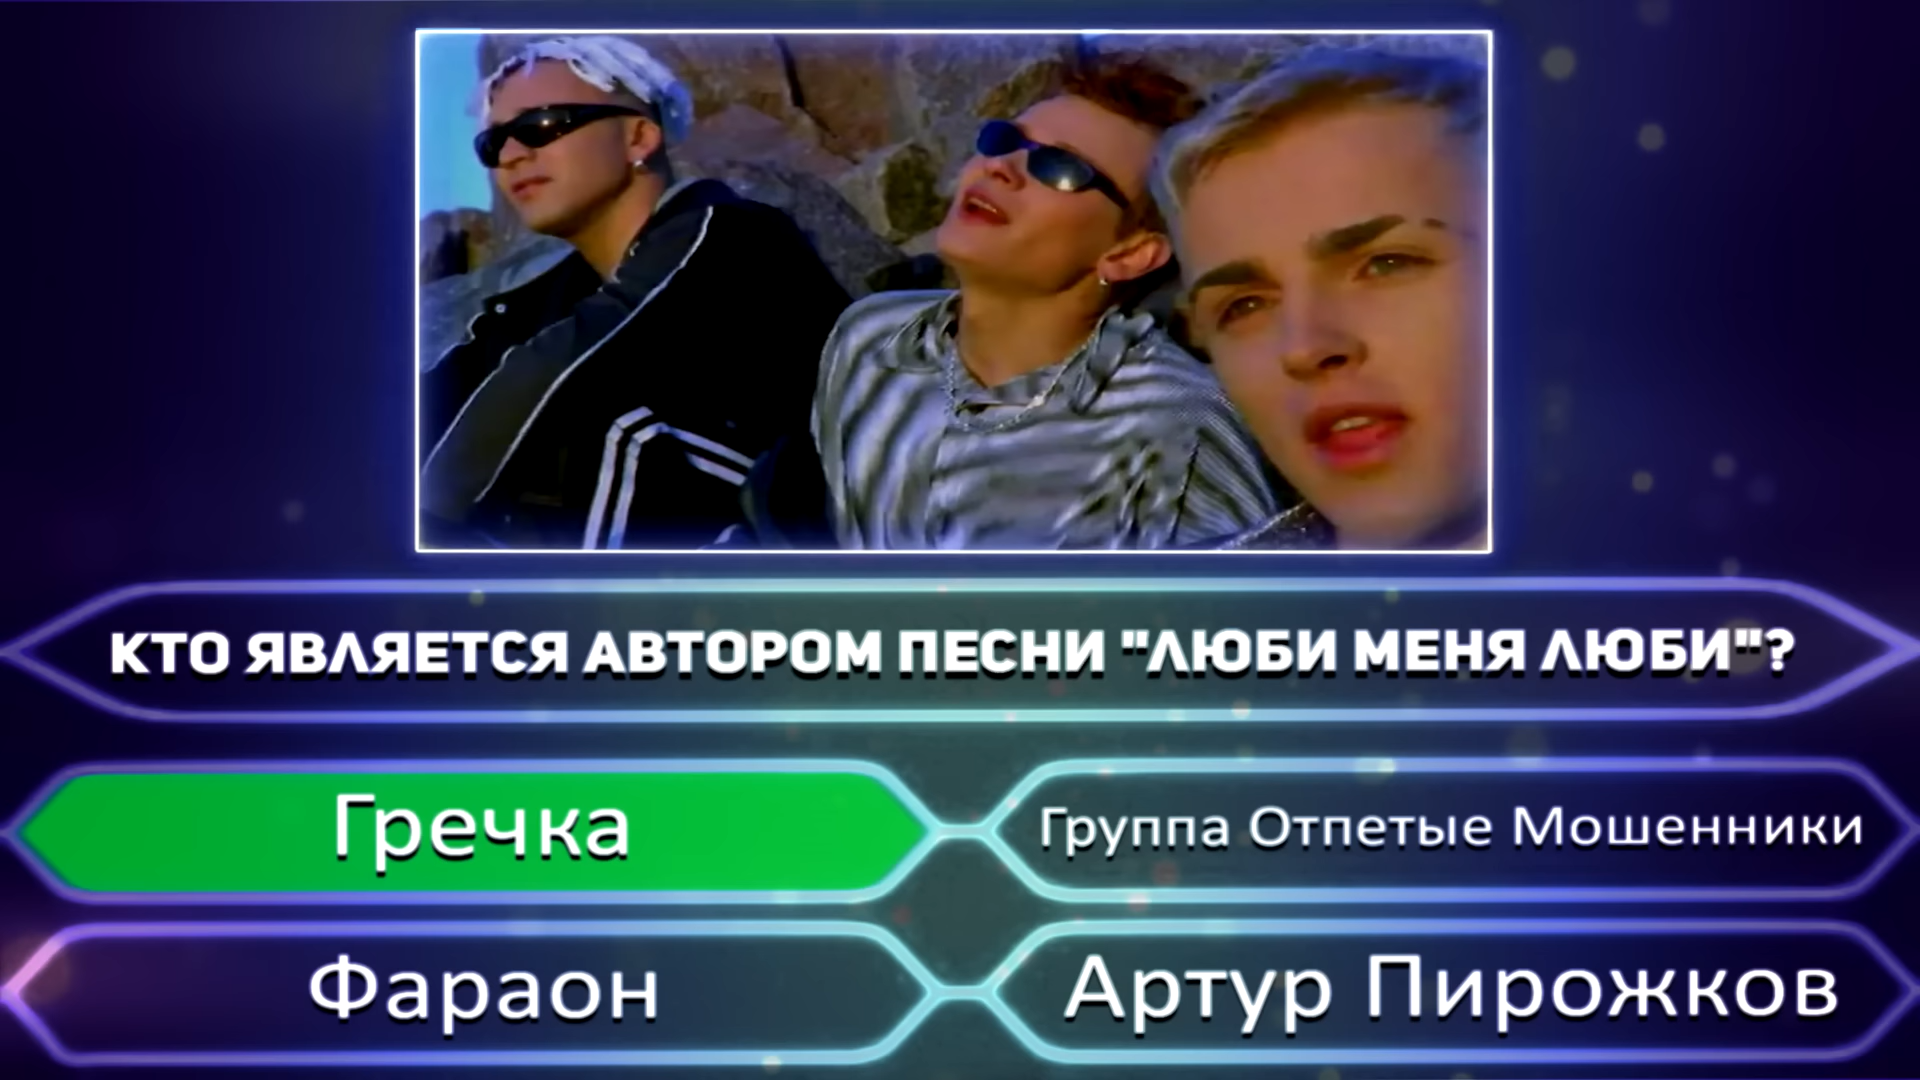 КТО ЯВЛЯЕТСЯ АВТОРОМ ПЕСНИ "ЛЮБИ МЕНЯ ЛЮБИ"?
Гречка
Группа Отпетые Мошенники
Фараон
Артур Пирожков